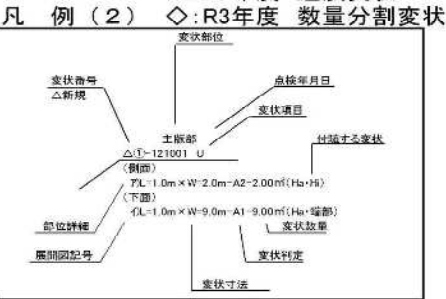 凡 例(2) ◇:R3年度 数量分割変状
変状部位
変状番号
△新規
点検年月日
変状項目
主版部
付随する変状
△①-121001 U
(側面)
ア)L=1.0m×W=2.0m-A2-2.00㎡(Ha・Hi)
(下面)
イ)L=1.0m×W=9.0m-A1-9.00㎡(Ha・端部)
部位詳細
変状数量
展開図記号
変状判定
変状寸法